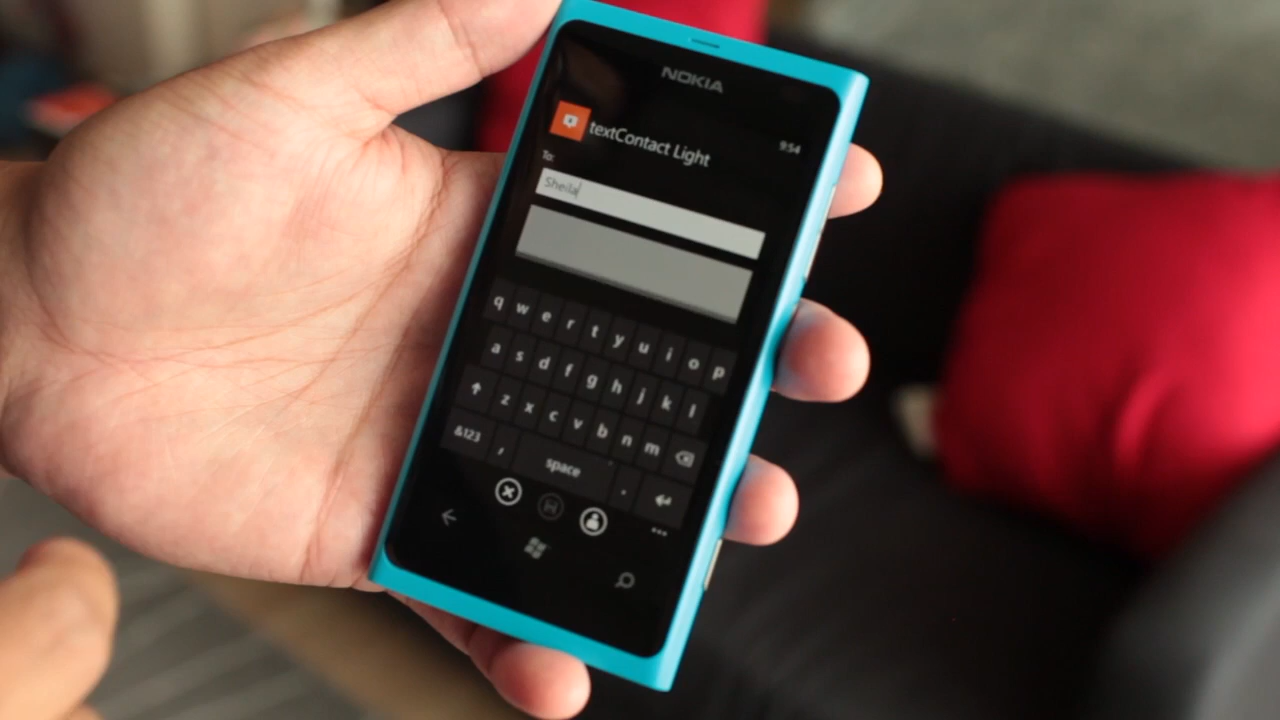 NOKIA
9:54
textContact Light
To:
Sheila
q w e r t y u i o p
a s d f g h j k l
z x c v b n m
&123 , space .